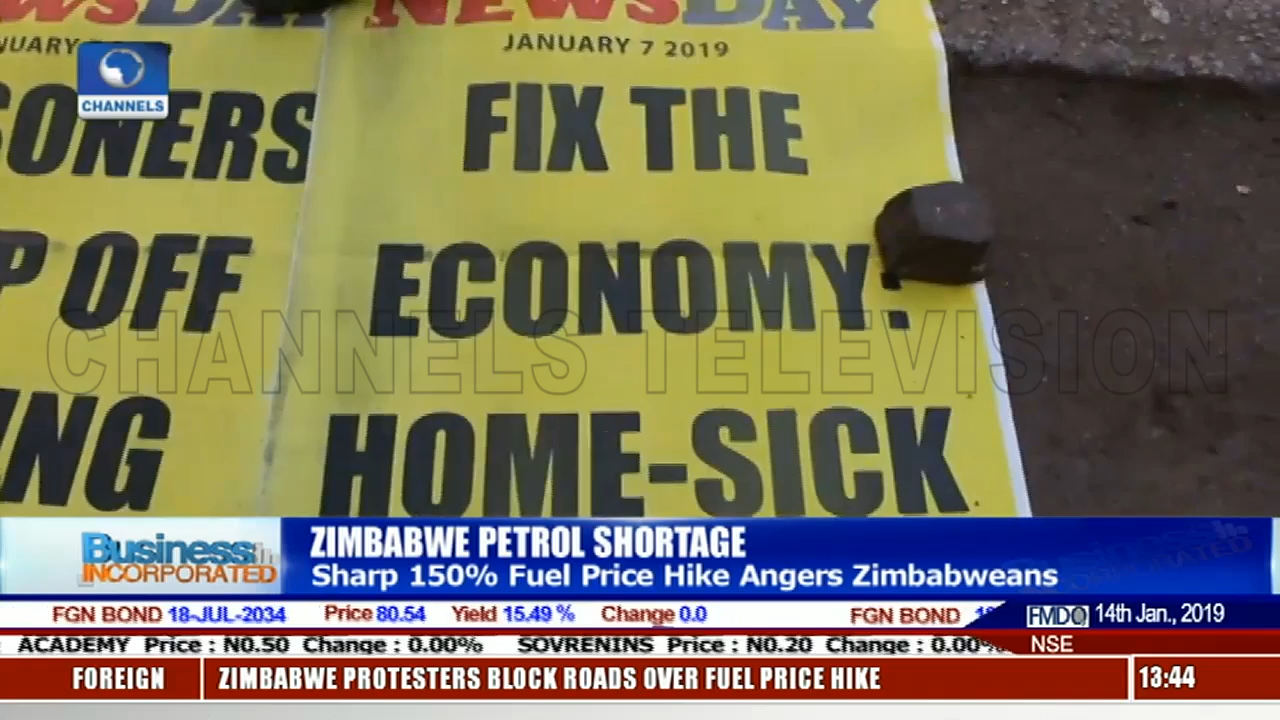 NEWSDAY
JANUARY 7 2019
FIX THE
ECONOMY.
HOME-SICK
SONERS
OFF
CHANNELS
CHANNELS TELEVISION
Business
INCORPORATED
ZIMBABWE PETROL SHORTAGE
Sharp 150% Fuel Price Hike Angers Zimbabweans
FGN BOND 18-JUL-2034 Price 80.54 Yield 15.49 % Change 0.0 FGN BOND
FMDQ 14th Jan., 2019
ACADEMY Price : N0.50 Change : 0.00% SOVRENINS Price : N0.20 Change : 0.00%
NSE
FOREIGN ZIMBABWE PROTESTERS BLOCK ROADS OVER FUEL PRICE HIKE 13:44